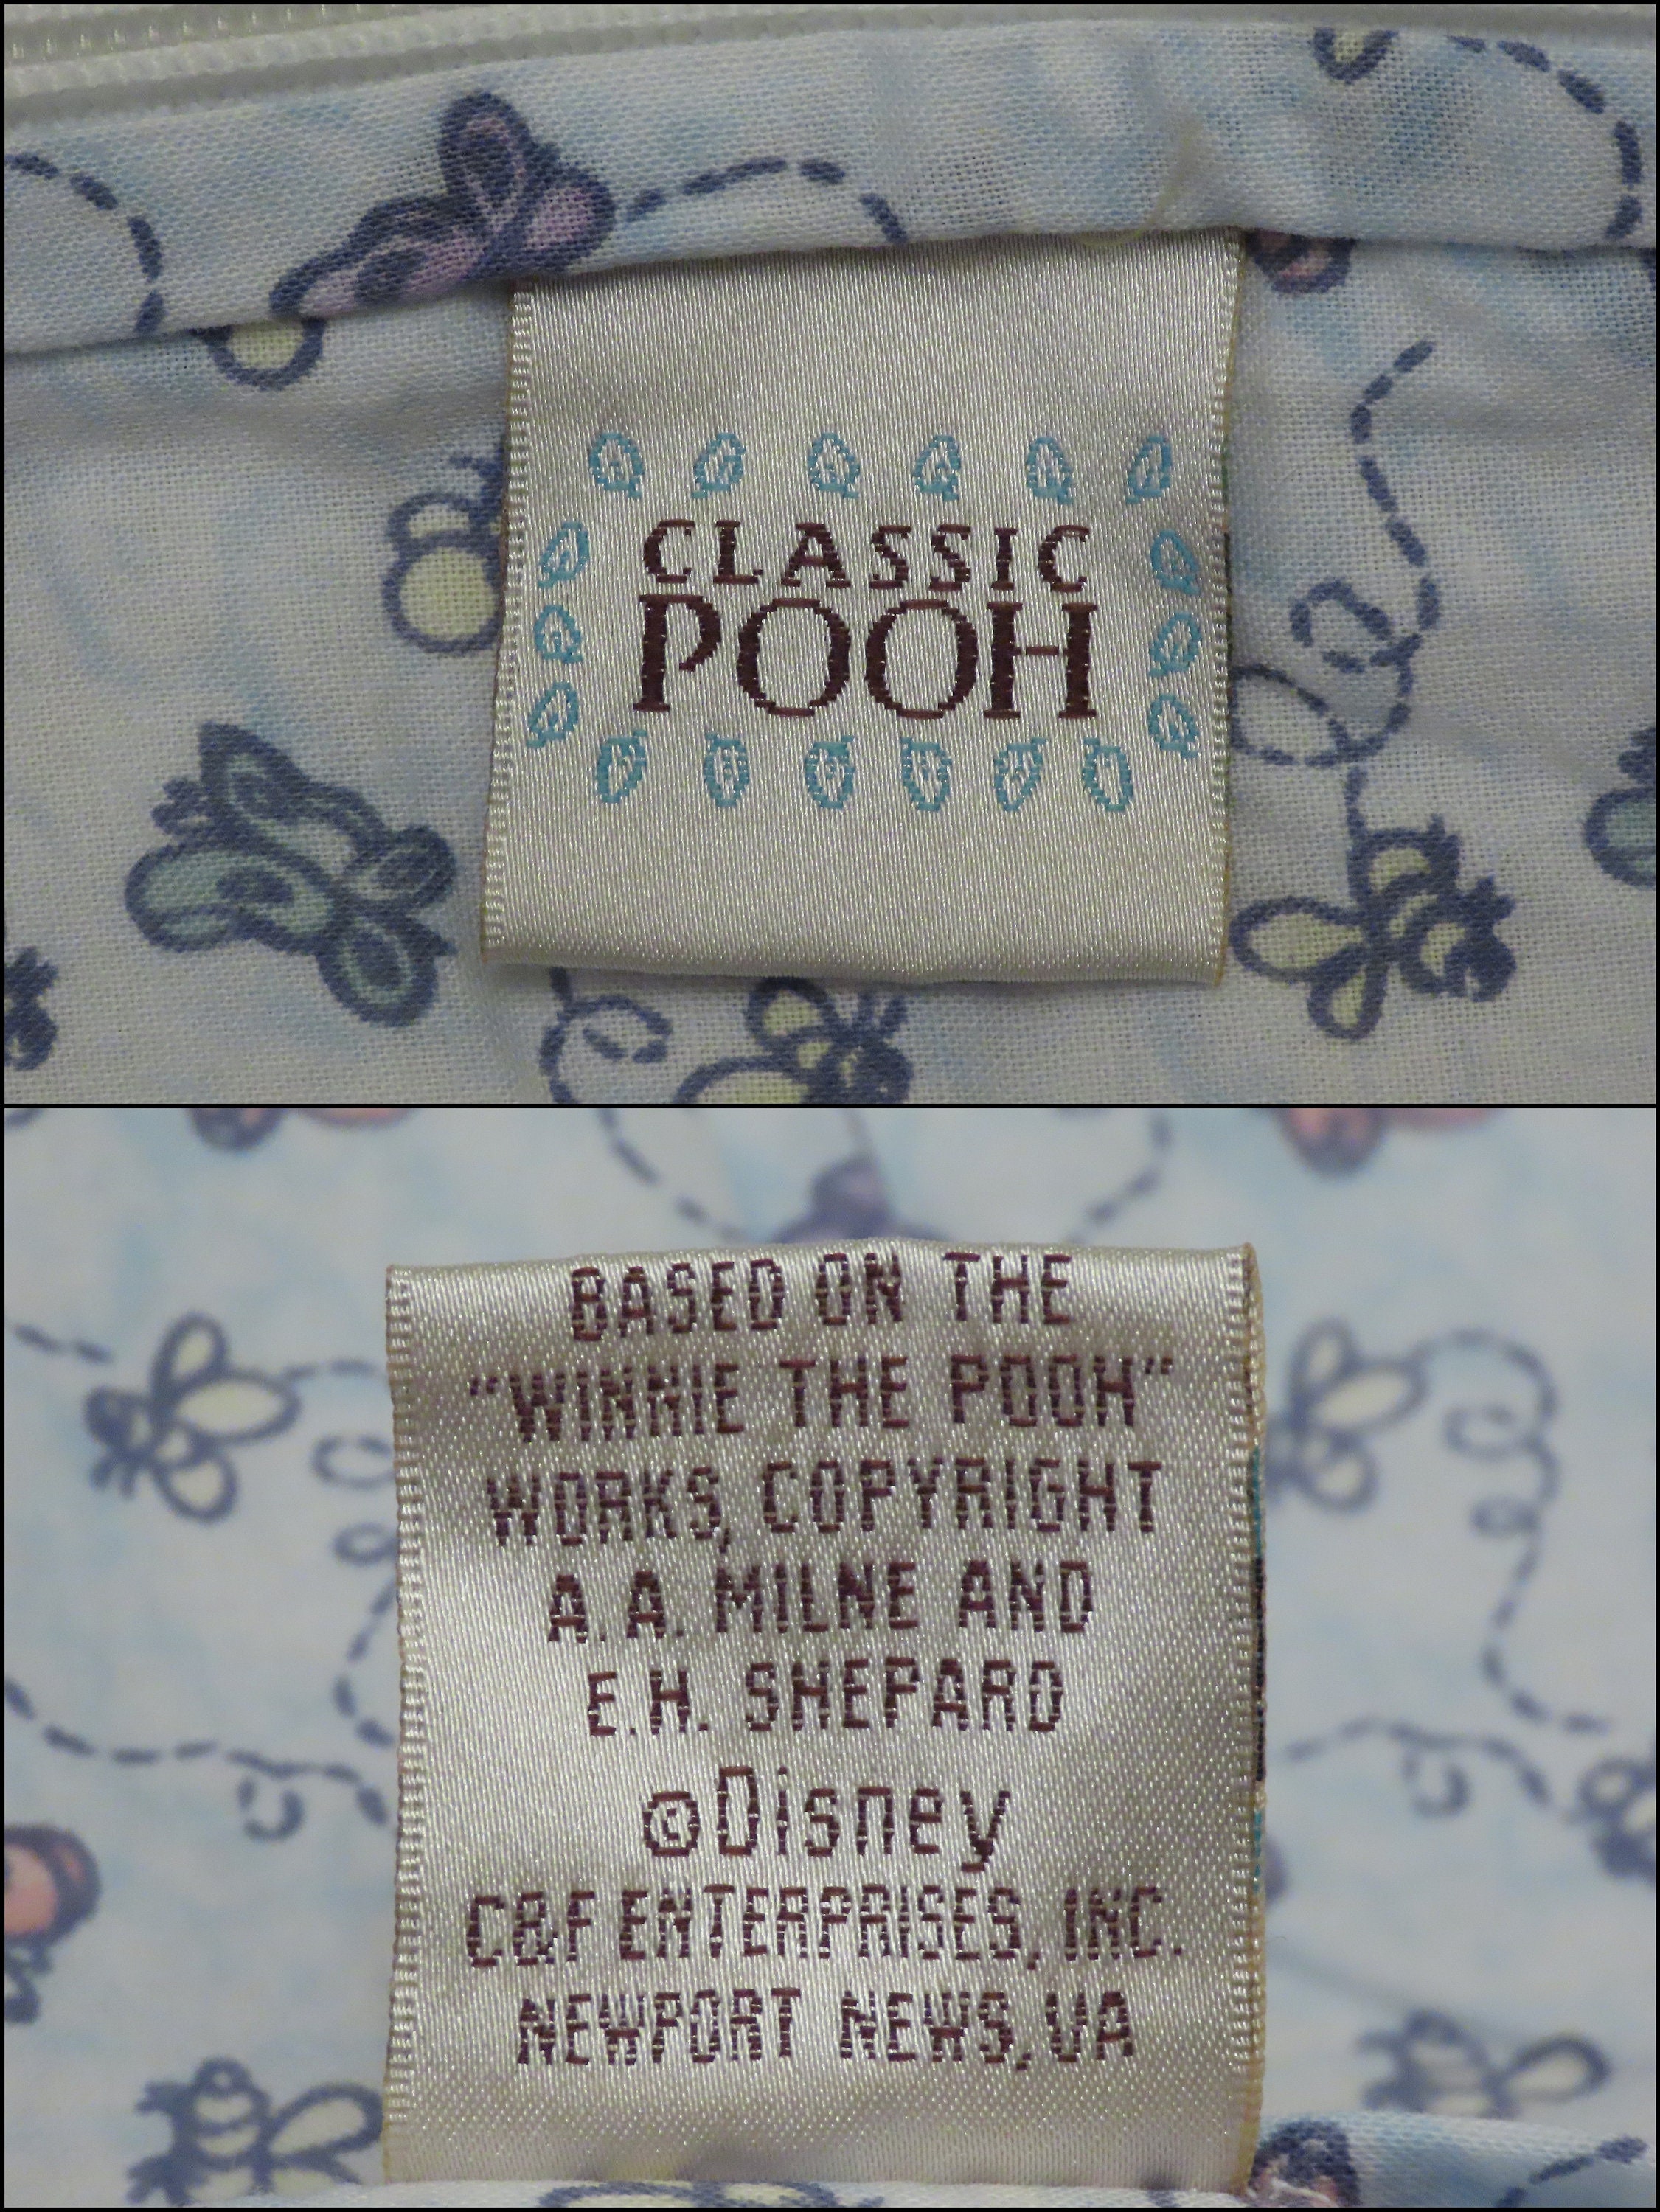 CLASSIC
POOH
BASED ON THE
"WINNIE THE POOH"
WORKS, COPYRIGHT
A.A. MILNE AND
E.H. SHEPARD
©Disney
C&F ENTERPRISES, INC.
NEWPORT NEWS, VA